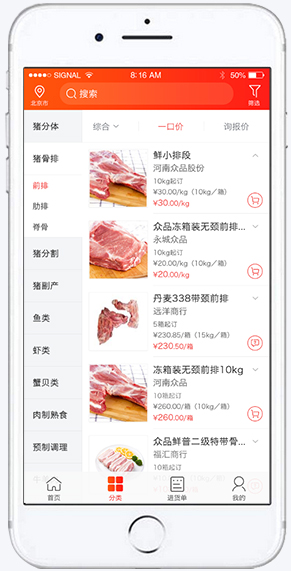 SIGNAL 8:16 AM 50%
北京市 搜索 筛选
猪分体
猪骨排
前排
肋排
脊骨
猪分割
猪副产
鱼类
虾类
蟹贝类
肉制熟食
预制调理
综合 一口价 询报价
鲜小排段
河南众品股份
10kg起订
¥30.00/kg（10kg／箱）
¥30.00/kg
众品冻箱装无颈前排...
永城众品
10kg起订
¥20.00/kg（10kg／箱）
¥20.00/kg
丹麦338带颈前排
远洋商行
5箱起订
¥230.85/箱（15kg／箱）
¥230.50/箱
冻箱装无颈前排10kg
河南众品
10箱起订
¥260.00/箱（10kg／箱）
¥260.00/箱
众品鲜普二级特带骨...
福汇商行
10箱起订
首页 分类 进货单 我的